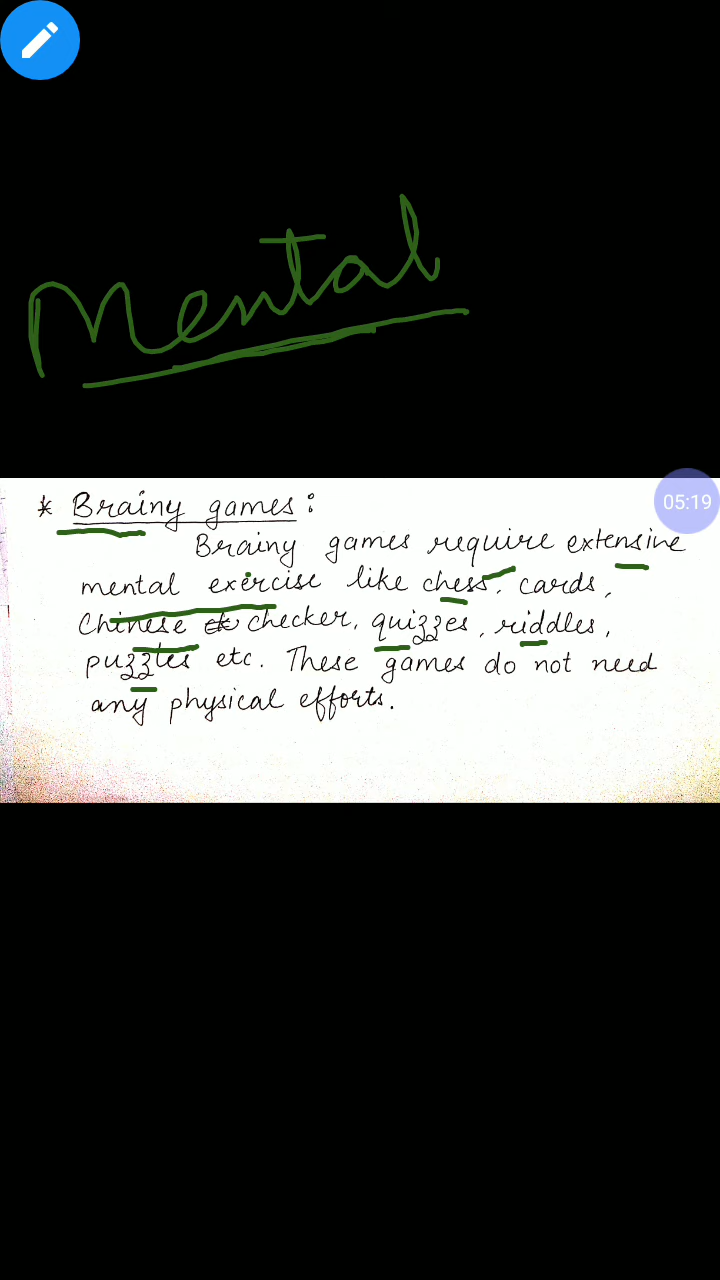 Mental
* Brainy games:
05:19
Brainy games require extensive
mental exercise like chess, cards,
Chinese checker, quizzes, riddles,
puzzles etc. These games do not need
any physical efforts.